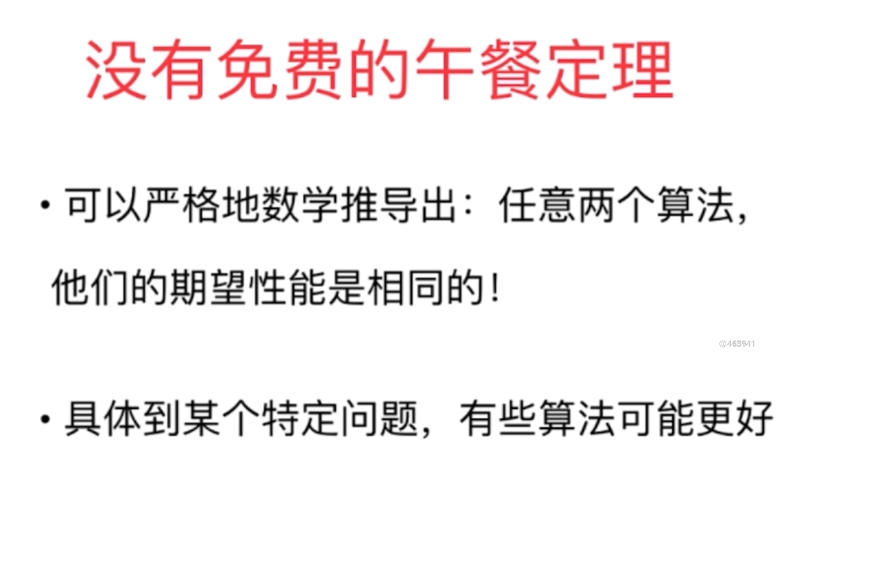 没有免费的午餐定理
• 可以严格地数学推导出：任意两个算法，
他们的期望性能是相同的！
@468941
• 具体到某个特定问题，有些算法可能更好